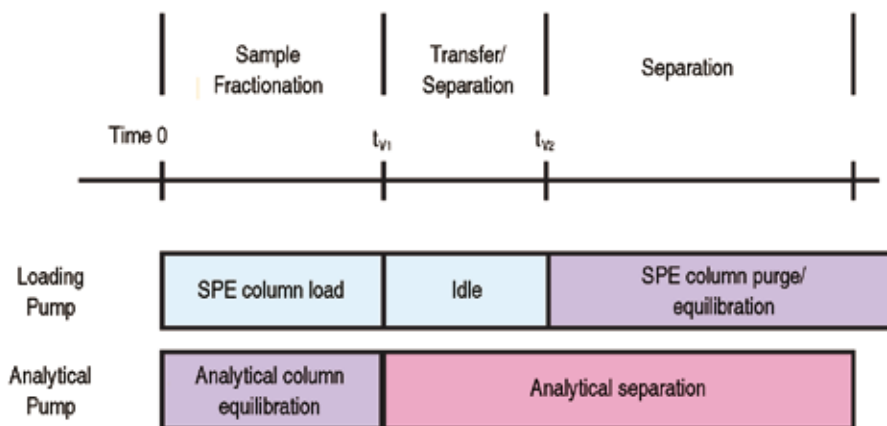 Sample
Fractionation
Transfer/
Separation
Separation
Time 0
tV1
tV2
Loading
Pump
SPE column load
Idle
SPE column purge/
equilibration
Analytical
Pump
Analytical column
equilibration
Analytical separation